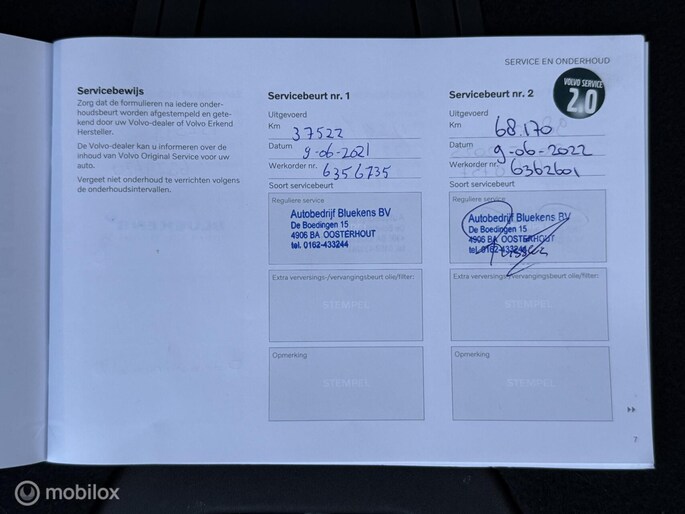 SERVICE EN ONDERHOUD
Servicebewijs
Zorg dat de formulieren na iedere onder-
houdsbeurt worden afgestempeld en gete-
kend door uw Volvo-dealer of Volvo Erkend
Hersteller.
De Volvo-dealer kan u informeren over de
inhoud van Volvo Original Service voor uw
auto.
Vergeet niet onderhoud te verrichten volgens
de onderhoudsintervallen.
Servicebeurt nr. 1
Uitgevoerd
Km 37522
Datum 9-06-2021
Werkorder nr. 6356735
Soort servicebeurt
Reguliere service
Autobedrijf Bluekens BV
De Boedingen 15
4906 BA OOSTERHOUT
tel. 0162-433244
Extra verversings-/vervangingsbeurt olie/filter:
STEMPEL
Opmerking
STEMPEL
Servicebeurt nr. 2
VOLVO SERVICE
2.0
Uitgevoerd
Km 68.170
Datum 9-06-2022
Werkorder nr. 6362601
Soort servicebeurt
Reguliere service
Autobedrijf Bluekens BV
De Boedingen 15
4906 BA OOSTERHOUT
tel. 0162-433244
Extra verversings-/vervangingsbeurt olie/filter:
STEMPEL
Opmerking
STEMPEL
7
mobilox